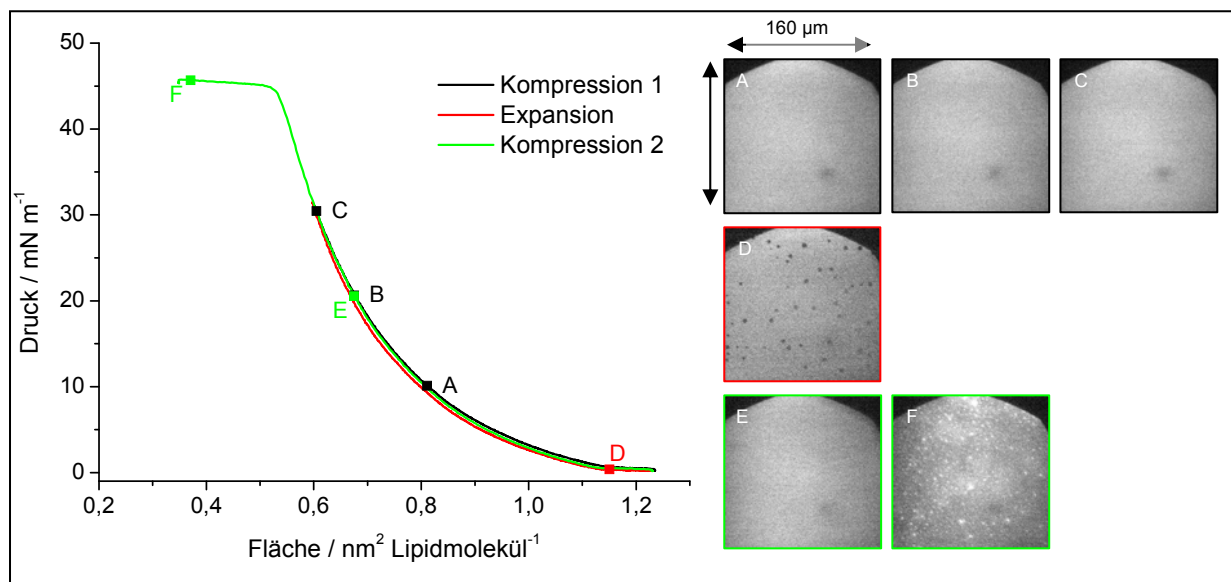 50
40
30
20
10
0
0,2
0,4
0,6
0,8
1,0
1,2
Druck / mN m⁻¹
Fläche / nm² Lipidmolekül⁻¹
Kompression 1
Expansion
Kompression 2
F
C
B
E
A
D
160 µm
A
B
C
D
E
F